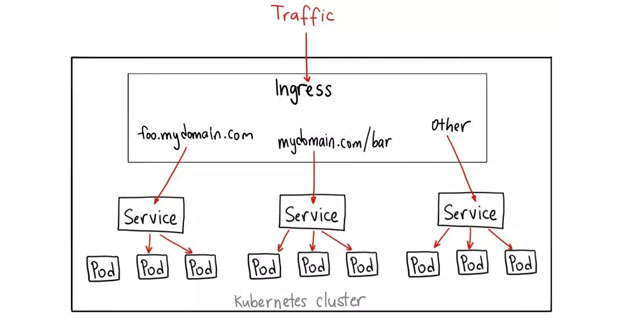 Traffic
Ingress
foo.mydomain.com
mydomain.com/bar
Other
Service
Service
Service
Pod
Pod
Pod
Pod
Pod
Pod
Pod
Pod
Pod
Kubernetes cluster